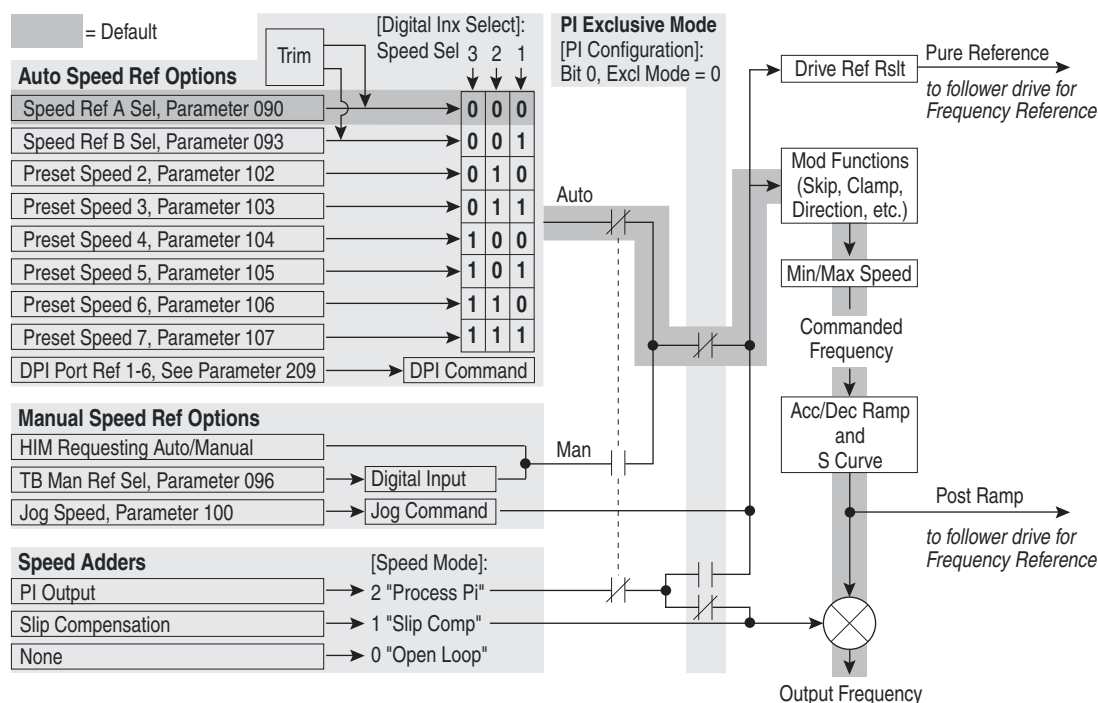 = Default
Trim
[Digital Inx Select]:
Speed Sel 3 2 1
PI Exclusive Mode
[PI Configuration]:
Bit 0, Excl Mode = 0
Auto Speed Ref Options
Speed Ref A Sel, Parameter 090 0 0 0
Speed Ref B Sel, Parameter 093 0 0 1
Preset Speed 2, Parameter 102 0 1 0
Preset Speed 3, Parameter 103 0 1 1
Preset Speed 4, Parameter 104 1 0 0
Preset Speed 5, Parameter 105 1 0 1
Preset Speed 6, Parameter 106 1 1 0
Preset Speed 7, Parameter 107 1 1 1
DPI Port Ref 1-6, See Parameter 209 DPI Command
Auto
Manual Speed Ref Options
HIM Requesting Auto/Manual
TB Man Ref Sel, Parameter 096 Digital Input
Jog Speed, Parameter 100 Jog Command
Man
Speed Adders
[Speed Mode]:
PI Output 2 "Process Pi"
Slip Compensation 1 "Slip Comp"
None 0 "Open Loop"
Drive Ref Rslt
Pure Reference
to follower drive for
Frequency Reference
Mod Functions
(Skip, Clamp,
Direction, etc.)
Min/Max Speed
Commanded
Frequency
Acc/Dec Ramp
and
S Curve
Post Ramp
to follower drive for
Frequency Reference
Output Frequency